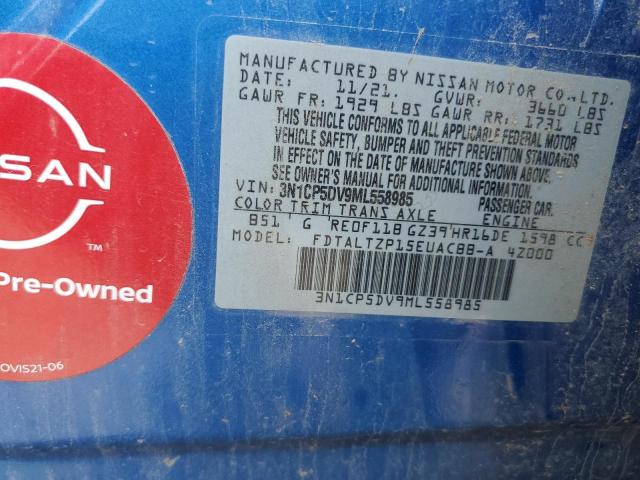 MANUFACTURED BY NISSAN MOTOR CO.,LTD.
DATE: 11/21. GVWR: 3660 LBS
GAWR FR: 1929 LBS GAWR RR: 1731 LBS
THIS VEHICLE CONFORMS TO ALL APPLICABLE FEDERAL MOTOR
VEHICLE SAFETY, BUMPER AND THEFT PREVENTION STANDARDS
IN EFFECT ON THE DATE OF MANUFACTURE SHOWN ABOVE.
SEE OWNER'S MANUAL FOR ADDITIONAL INFORMATION
VIN: 3N1CP5DV9ML558985 PASSENGER CAR.
COLOR TRIM TRANS AXLE ENGINE
B51 G RE0F11B GZ39 HR16DE 1598 CC
MODEL: FDTALTZP15EUACBB-A 42000
3N1CP5DV9ML558985
SSAN
Pre-Owned
OVIS21-06